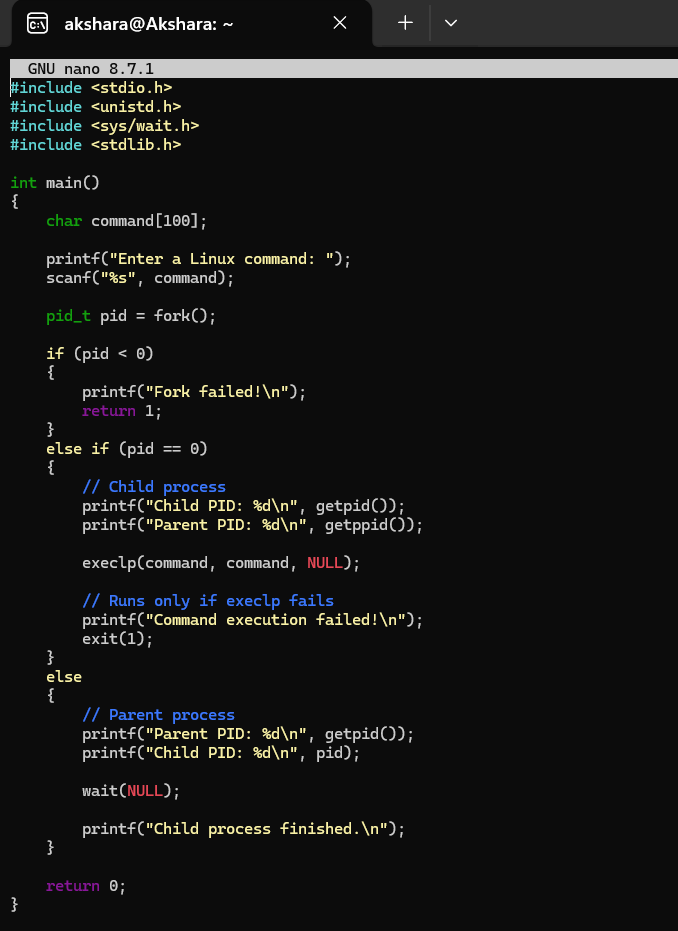 akshara@Akshara: ~
GNU nano 8.7.1
#include <stdio.h>
#include <unistd.h>
#include <sys/wait.h>
#include <stdlib.h>
int main()
{
    char command[100];
    printf("Enter a Linux command: ");
    scanf("%s", command);
    pid_t pid = fork();
    if (pid < 0)
    {
        printf("Fork failed!\n");
        return 1;
    }
    else if (pid == 0)
    {
        // Child process
        printf("Child PID: %d\n", getpid());
        printf("Parent PID: %d\n", getppid());
        execlp(command, command, NULL);
        // Runs only if execlp fails
        printf("Command execution failed!\n");
        exit(1);
    }
    else
    {
        // Parent process
        printf("Parent PID: %d\n", getpid());
        printf("Child PID: %d\n", pid);
        wait(NULL);
        printf("Child process finished.\n");
    }
    return 0;
}